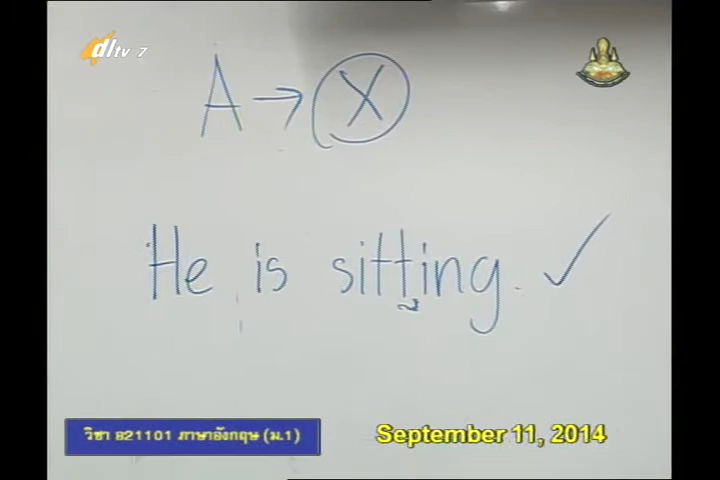 dltv 7
A → X
He is sitting. ✓
2
วิชา อ21101 ภาษาอังกฤษ (ม.1)
September 11, 2014